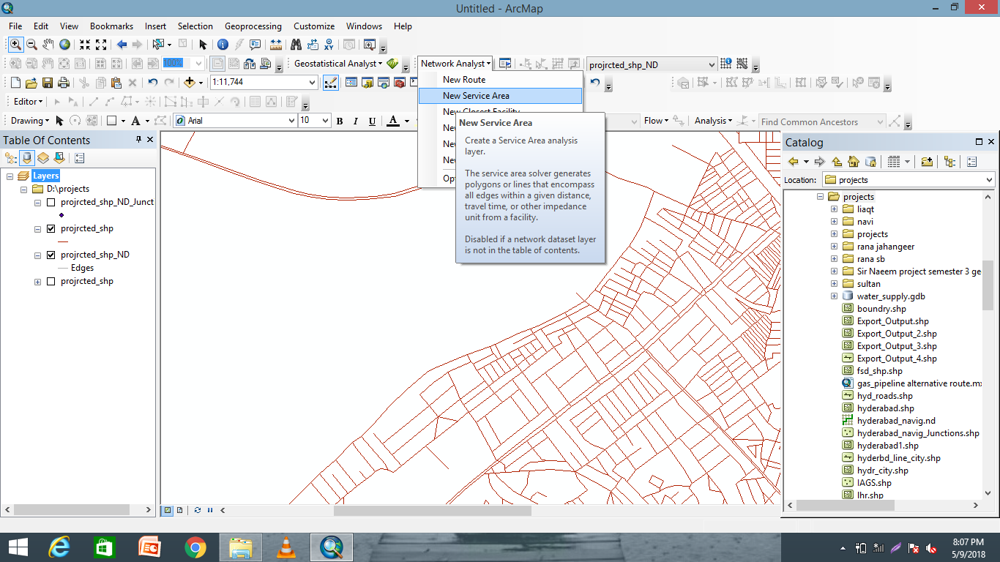 Untitled - ArcMap
File Edit View Bookmarks Insert Selection Geoprocessing Customize Windows Help
100% Geostatistical Analyst Network Analyst projrcted_shp_ND
1:11,744
New Route
New Service Area
New Closest Facility
Editor
Drawing Arial 10 B I U A Flow Analysis Find Common Ancestors
New Service Area
Create a Service Area analysis
layer.
The service area solver generates
polygons or lines that encompass
all edges within a given distance,
travel time, or other impedance
unit from a facility.
Disabled if a network dataset layer
is not in the table of contents.
New
New
New
Opt
Table Of Contents
Layers
D:\projects
projrcted_shp_ND_Junct
projrcted_shp
projrcted_shp_ND
Edges
projrcted_shp
Catalog
Location: projects
projects
liaqt
navi
projects
rana jahangeer
rana sb
Sir Naeem project semester 3 ge
sultan
water_supply.gdb
boundry.shp
Export_Output.shp
Export_Output_2.shp
Export_Output_3.shp
Export_Output_4.shp
fsd_shp.shp
gas_pipeline alternative route.mx
hyd_roads.shp
hyderabad.shp
hyderabad_navig.nd
hyderabad_navig_Junctions.shp
hyderabad1.shp
hyderbd_line_city.shp
hydr_city.shp
IAGS.shp
lhr.shp
8:07 PM
5/9/2018